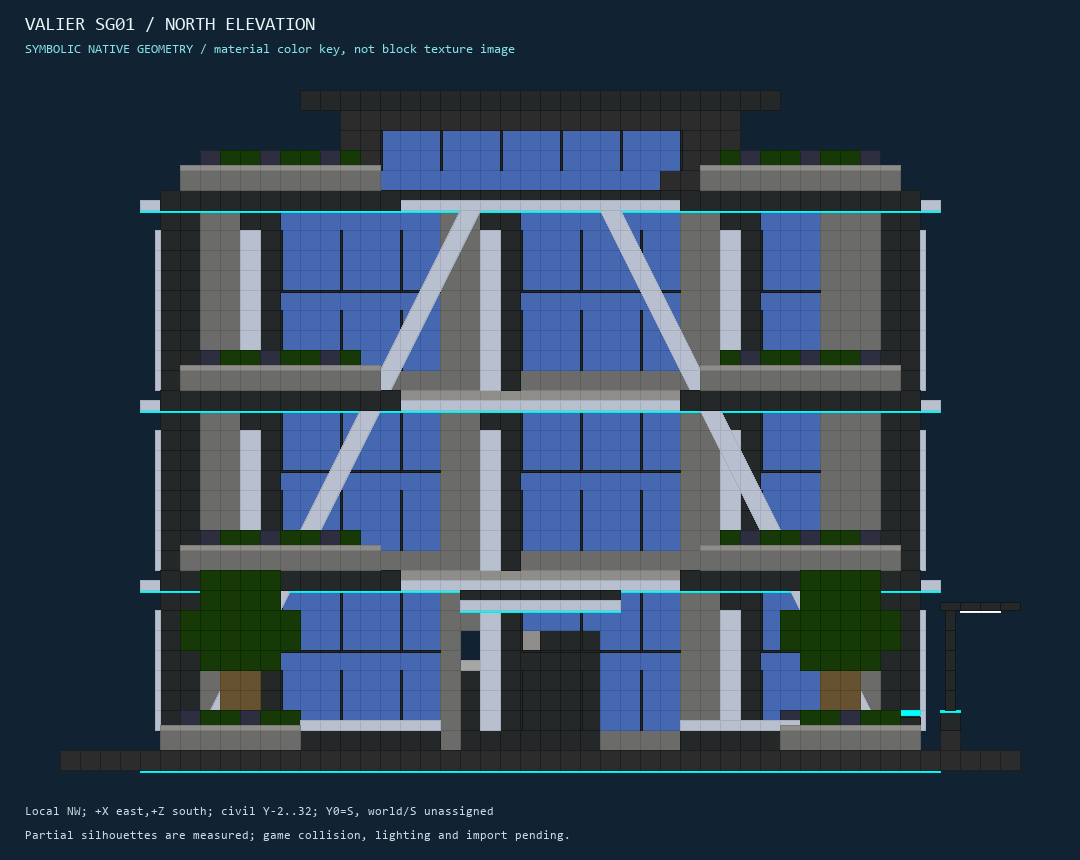 VALIER SG01 / NORTH ELEVATION
SYMBOLIC NATIVE GEOMETRY / material color key, not block texture image
Local NW; +X east,+Z south; civil Y-2..32; Y0=S, world/S unassigned
Partial silhouettes are measured; game collision, lighting and import pending.